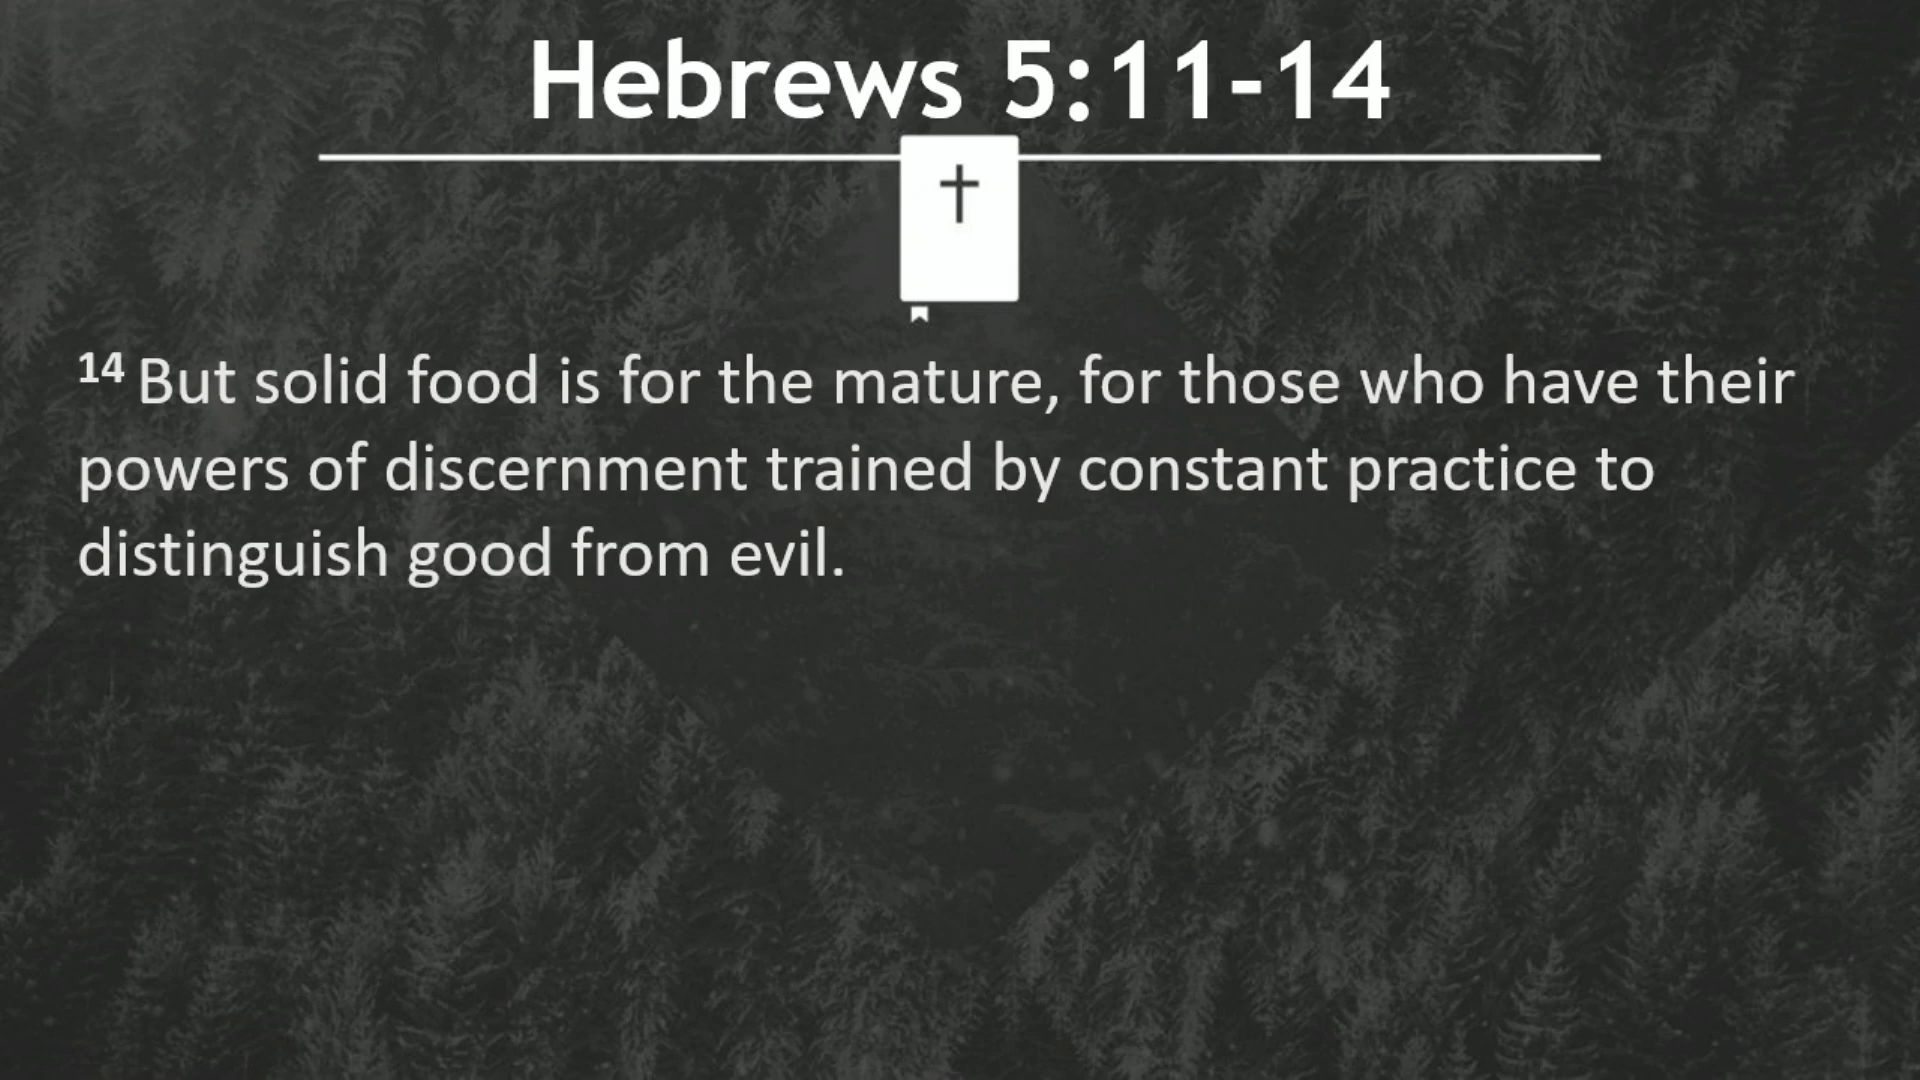 Hebrews 5:11-14
14 But solid food is for the mature, for those who have their
powers of discernment trained by constant practice to
distinguish good from evil.